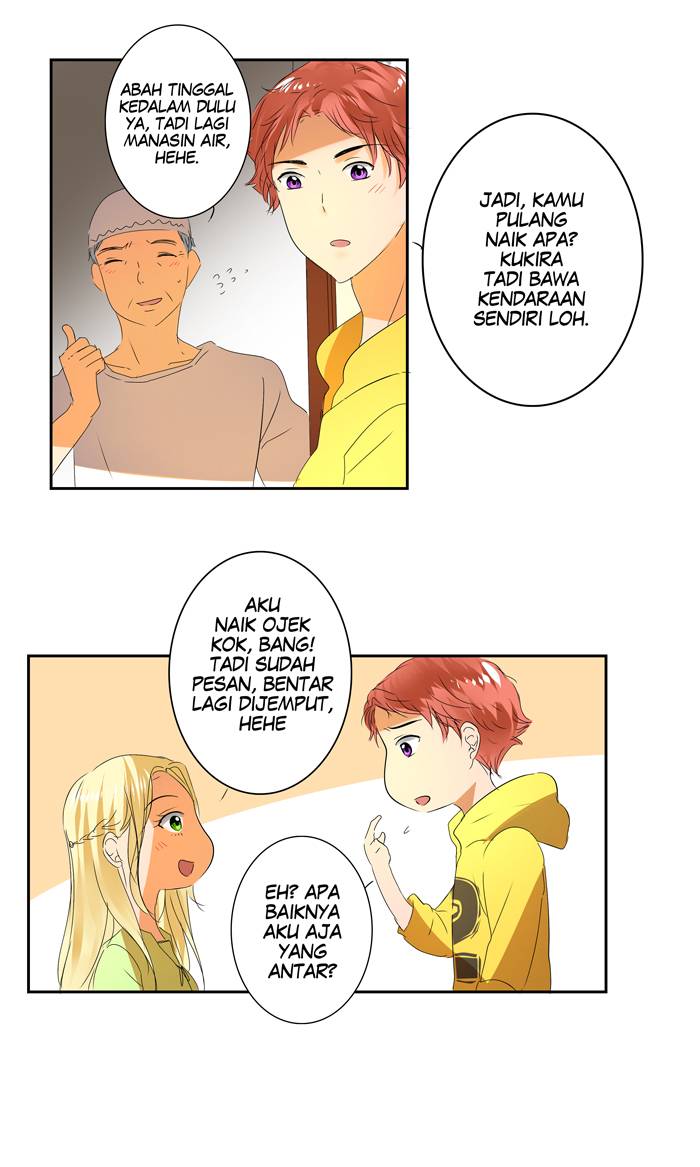 ABAH TINGGAL
KEDALAM DULU
YA, TADI LAGI
MANASIN AIR,
HEHE.
JADI, KAMU
PULANG
NAIK APA?
KUKIRA
TADI BAWA
KENDARAAN
SENDIRI LOH.
AKU
NAIK OJEK
KOK, BANG!
TADI SUDAH
PESAN, BENTAR
LAGI DIJEMPUT,
HEHE
EH? APA
BAIKNYA
AKU AJA
YANG
ANTAR?